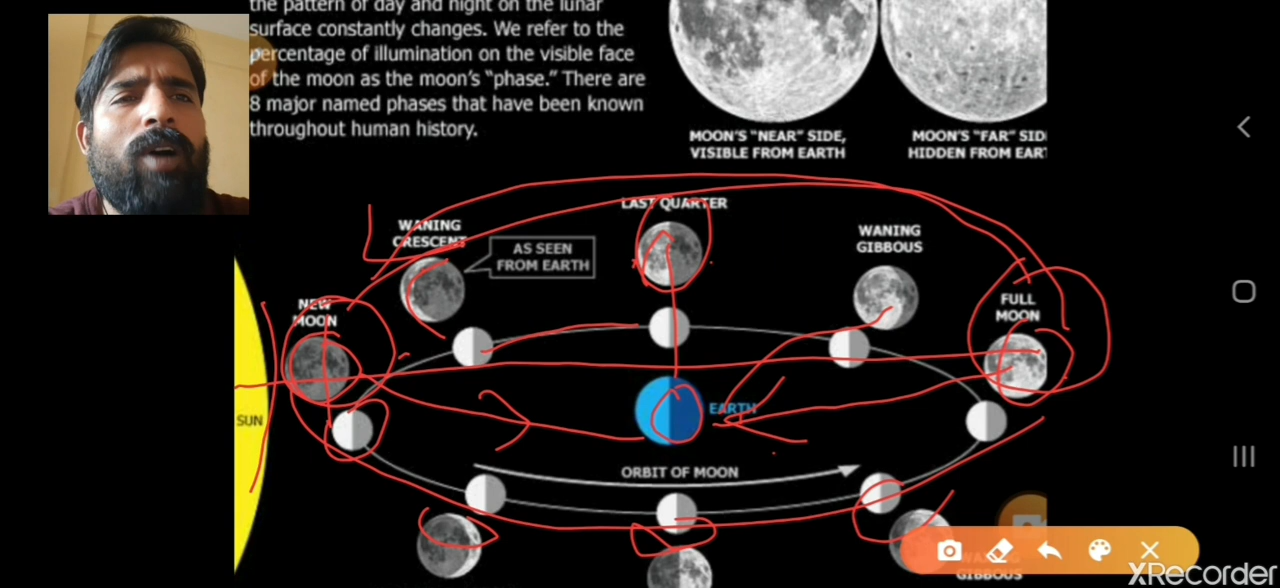 the pattern of day and night on the lunar
surface constantly changes. We refer to the
percentage of illumination on the visible face
of the moon as the moon's "phase." There are
8 major named phases that have been known
throughout human history.
MOON'S "NEAR" SIDE,
VISIBLE FROM EARTH
MOON'S "FAR" SID
HIDDEN FROM EAR
LAST QUARTER
WANING
CRESCENT
AS SEEN
FROM EARTH
WANING
GIBBOUS
NEW
MOON
FULL
MOON
SUN
EARTH
ORBIT OF MOON
GIBBOUS
XRecorder